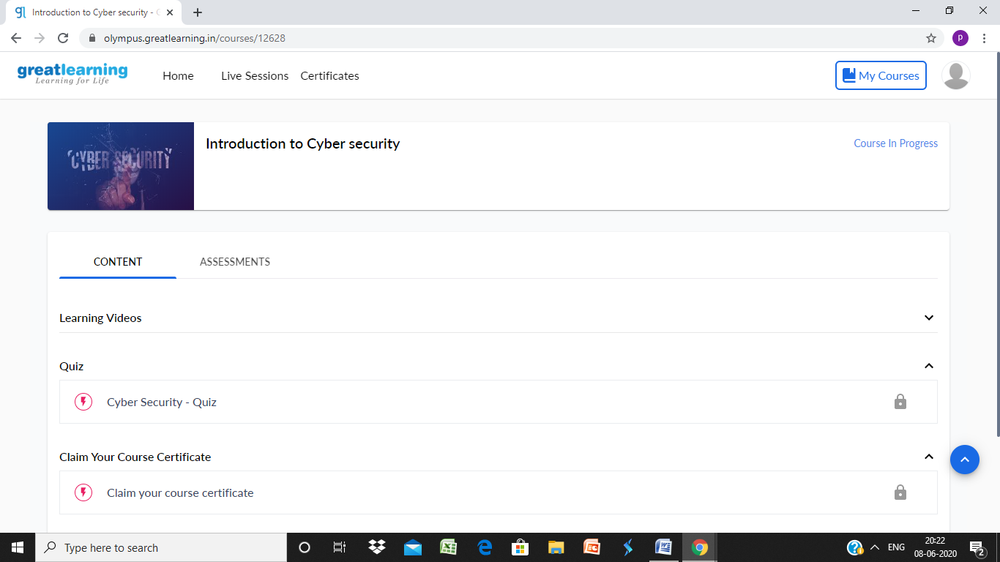 Introduction to Cyber security - G
olympus.greatlearning.in/courses/12628
P
greatlearning
Learning for Life
Home
Live Sessions
Certificates
My Courses
CYBER SECURITY
Introduction to Cyber security
Course In Progress
CONTENT
ASSESSMENTS
Learning Videos
Quiz
Cyber Security - Quiz
Claim Your Course Certificate
Claim your course certificate
Type here to search
ENG
20:22
08-06-2020
2